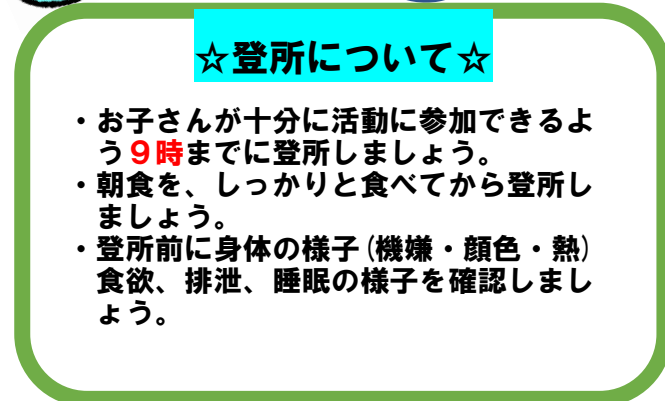 ☆登所について☆
・お子さんが十分に活動に参加できるよ
う９時までに登所しましょう。
・朝食を、しっかりと食べてから登所し
ましょう。
・登所前に身体の様子(機嫌・顔色・熱)
食欲、排泄、睡眠の様子を確認しまし
ょう。